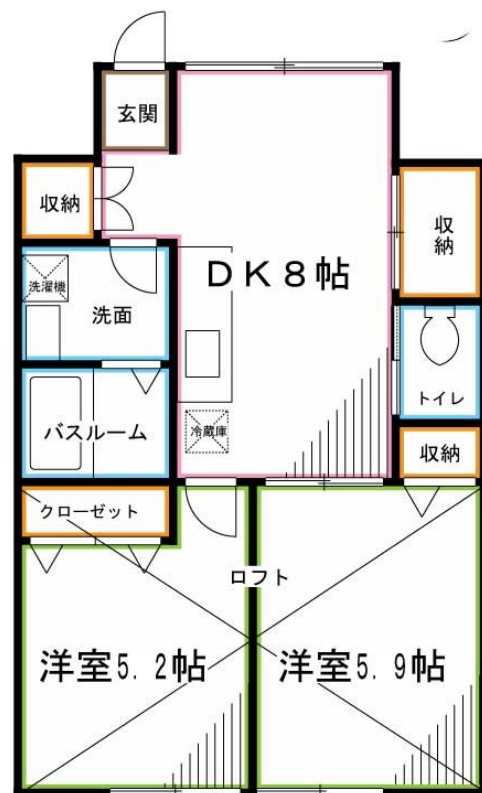 玄関
収納
収納
DK8帖
洗濯機
洗面
トイレ
バスルーム
冷蔵庫
収納
クローゼット
ロフト
洋室5.2帖
洋室5.9帖